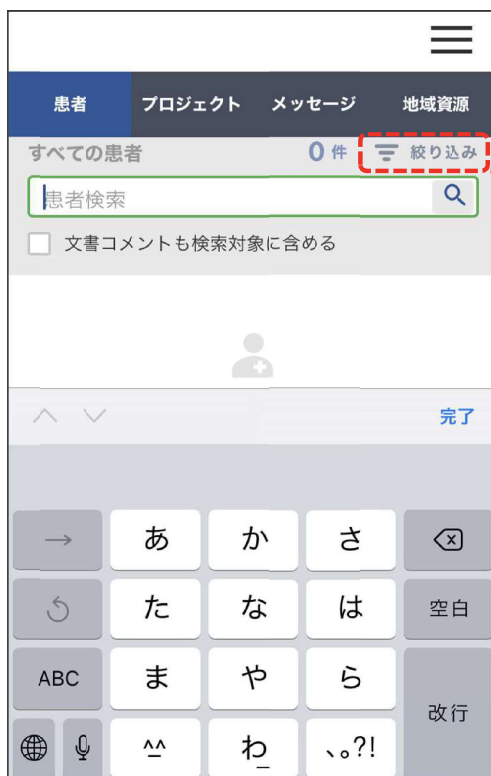 患者 プロジェクト メッセージ 地域資源
すべての患者 0 件 絞り込み
患者検索
文書コメントも検索対象に含める
完了
→ あ か さ
た な は 空白
ABC ま や ら
改行
^^ わ_ 、。?!